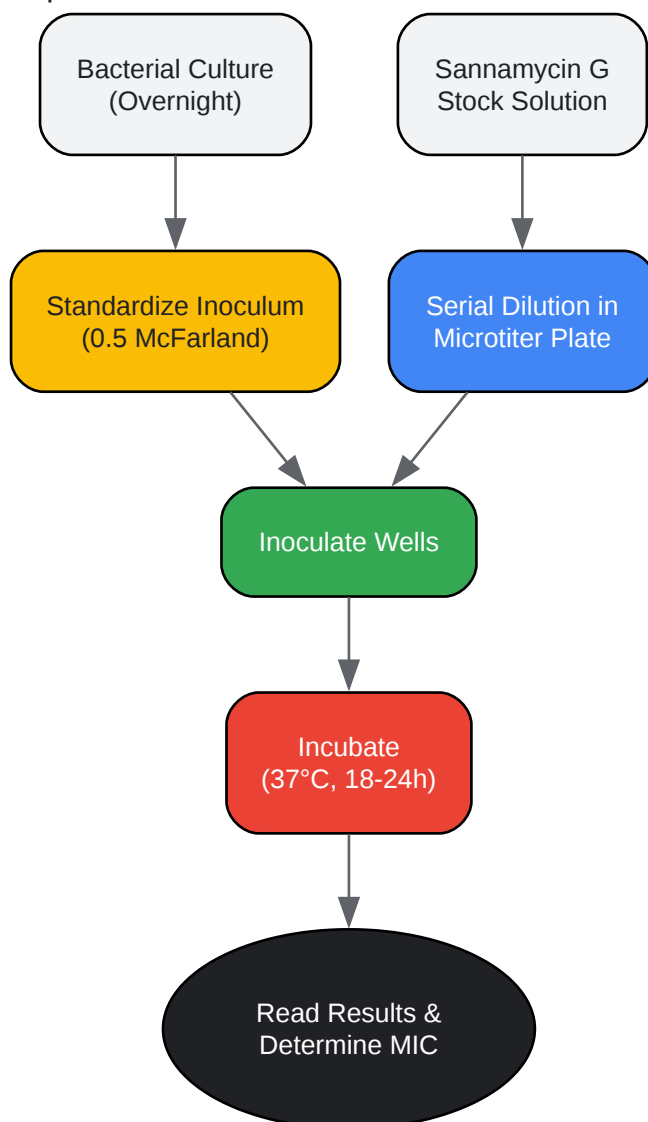 Bacterial Culture
(Overnight)
Sannamycin G
Stock Solution
Standardize Inoculum
(0.5 McFarland)
Serial Dilution in
Microtiter Plate
Inoculate Wells
Incubate
(37°C, 18-24h)
Read Results &
Determine MIC